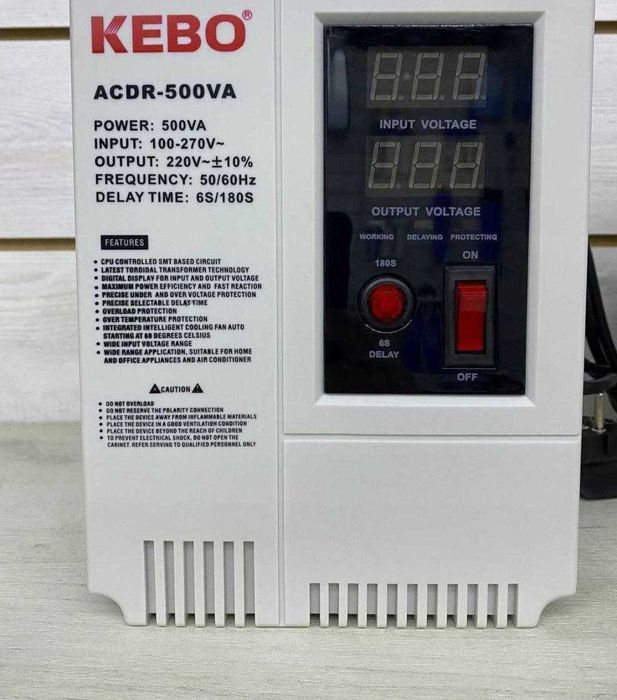 KEBO®
ACDR-500VA
POWER: 500VA
INPUT: 100-270V~
OUTPUT: 220V~±10%
FREQUENCY: 50/60Hz
DELAY TIME: 6S/180S
FEATURES
• CPU CONTROLLED SMT BASED CIRCUIT
• LATEST TOROIDAL TRANSFORMER TECHNOLOGY
• DIGITAL DISPLAY FOR INPUT AND OUTPUT VOLTAGE
• MAXIMUM POWER EFFICIENCY AND FAST REACTION
• PRECISE UNDER AND OVER VOLTAGE PROTECTION
• PRECISE SELECTABLE DELAY TIME
• OVERLOAD PROTECTION
• OVER TEMPERATURE PROTECTION
• INTEGRATED INTELLIGENT COOLING FAN AUTO
STARTING AT 60 DEGREES CELSIUS
• WIDE INPUT VOLTAGE RANGE
• WIDE RANGE APPLICATION, SUITABLE FOR HOME
AND OFFICE APPLIANCES AND AIR CONDITIONER
CAUTION
• DO NOT OVERLOAD
• DO NOT RESERVE THE POLARITY CONNECTION
• PLACE THE DEVICE AWAY FROM INFLAMMABLE MATERIALS
• PLACE THE DEVICE IN A GOOD VENTILATION CONDITION
• PLACE THE DEVICE BEYOND THE REACH OF CHILDREN
• TO PREVENT ELECTRICAL SHOCK, DO NOT OPEN THE
CABINET. REFER SERVING TO QUALIFIED PERSONNEL ONLY
INPUT VOLTAGE
OUTPUT VOLTAGE
WORKING DELAYING PROTECTING
180S
ON
6S
DELAY
OFF